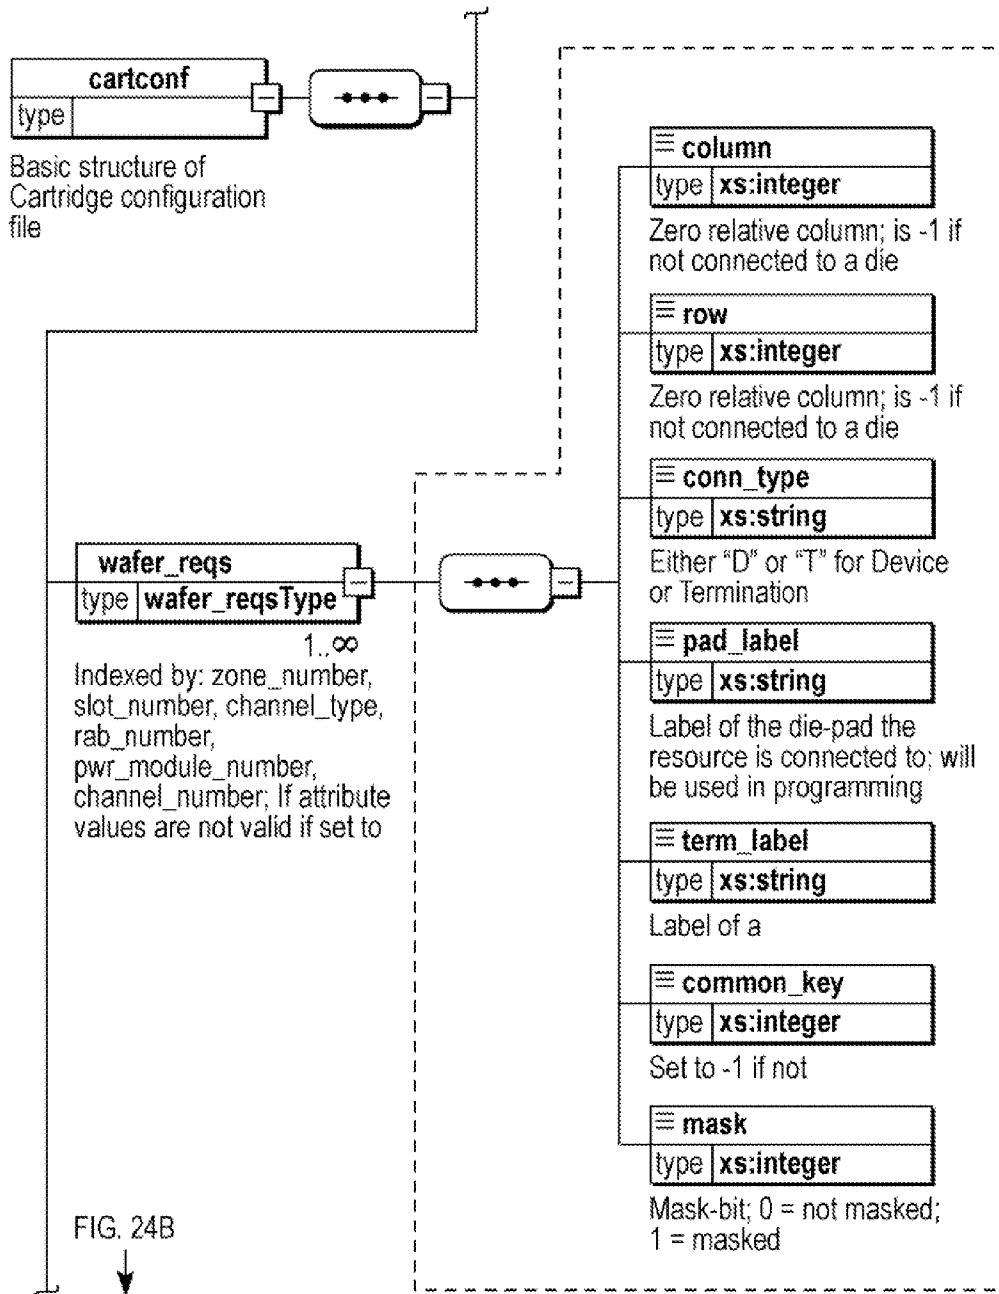 cartconf
type
Basic structure of
Cartridge configuration
file
column
type xs:integer
Zero relative column; is -1 if
not connected to a die
row
type xs:integer
Zero relative column; is -1 if
not connected to a die
conn_type
type xs:string
Either “D” or “T” for Device
or Termination
wafer_reqs
type wafer_reqsType
1..∞
Indexed by: zone_number,
slot_number, channel_type,
rab_number,
pwr_module_number,
channel_number; If attribute
values are not valid if set to
pad_label
type xs:string
Label of the die-pad the
resource is connected to; will
be used in programming
term_label
type xs:string
Label of a
common_key
type xs:integer
Set to -1 if not
mask
type xs:integer
Mask-bit; 0 = not masked;
1 = masked
FIG. 24B